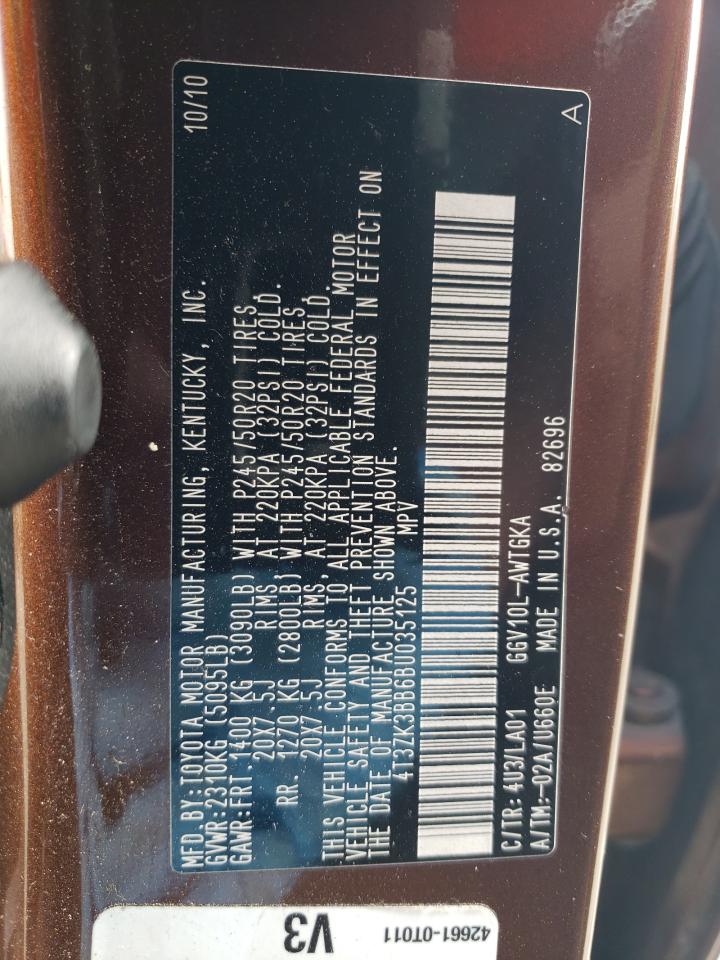 MFD.BY:TOYOTA MOTOR MANUFACTURING, KENTUCKY, INC. 10/10
GVWR:2310KG (5095LB)
GAWR:FRT. 1400 KG (3090LB) WITH P245/50R20 TIRES
20X7.5J RIMS, AT 220KPA (32PSI) COLD.
RR. 1270 KG (2800LB) WITH P245/50R20 TIRES,
20X7.5J RIMS, AT 220KPA (32PSI) COLD.
THIS VEHICLE CONFORMS TO ALL APPLICABLE FEDERAL MOTOR
VEHICLE SAFETY AND THEFT PREVENTION STANDARDS IN EFFECT ON
THE DATE OF MANUFACTURE SHOWN ABOVE.
4T3ZK3BB6BU035125 MPV
C/TR:4U3/LA01 GGV10L-AWTGKA
A/TM:-02A/U660E MADE IN U.S.A. 82696
A
V3
42661-0T011